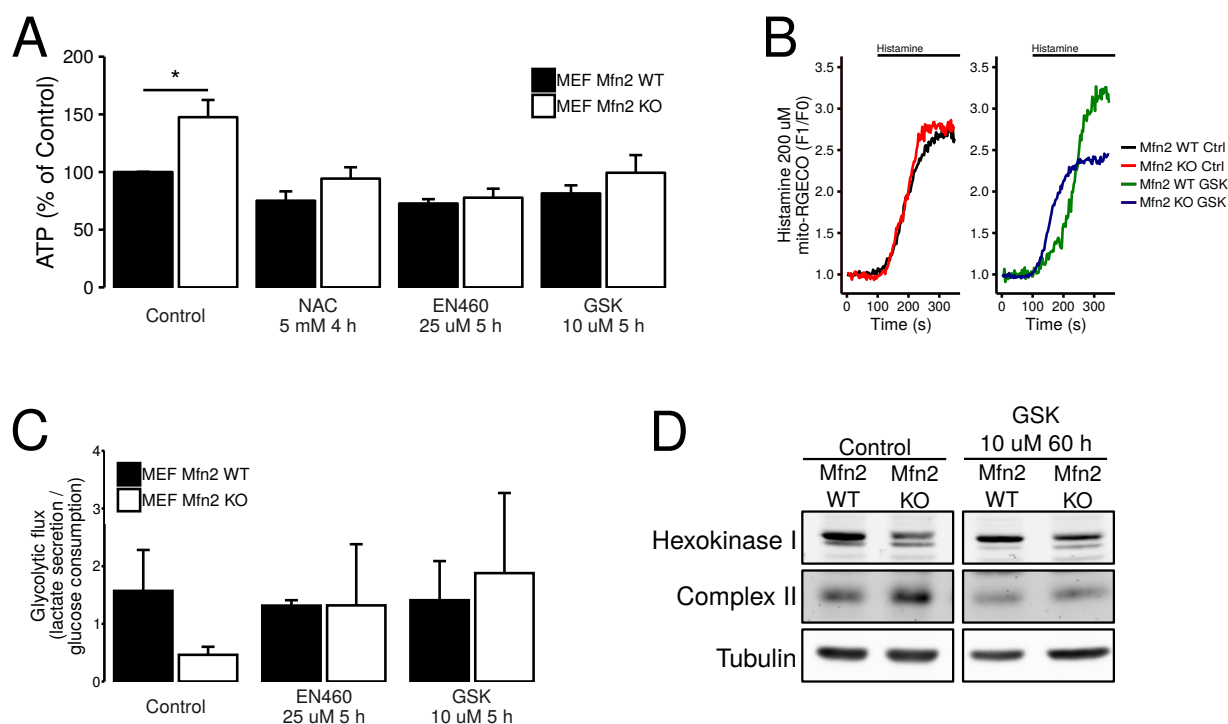 A
200
150
100
50
0
ATP (% of Control)
*
MEF Mfn2 WT
MEF Mfn2 KO
Control
NAC
5 mM 4 h
EN460
25 uM 5 h
GSK
10 uM 5 h
B
Histamine
Histamine
3.5
3.0
2.5
2.0
1.5
1.0
Histamine 200 uM
mito-RGECO (F1/F0)
0 100 200 300
Time (s)
3.5
3.0
2.5
2.0
1.5
1.0
0 100 200 300
Time (s)
Mfn2 WT Ctrl
Mfn2 KO Ctrl
Mfn2 WT GSK
Mfn2 KO GSK
C
4
3
2
1
0
Glycolytic flux
(lactate secretion /
glucose consumption)
MEF Mfn2 WT
MEF Mfn2 KO
Control
EN460
25 uM 5 h
GSK
10 uM 5 h
D
Control
GSK
10 uM 60 h
Mfn2 WT
Mfn2 KO
Mfn2 WT
Mfn2 KO
Hexokinase I
Complex II
Tubulin